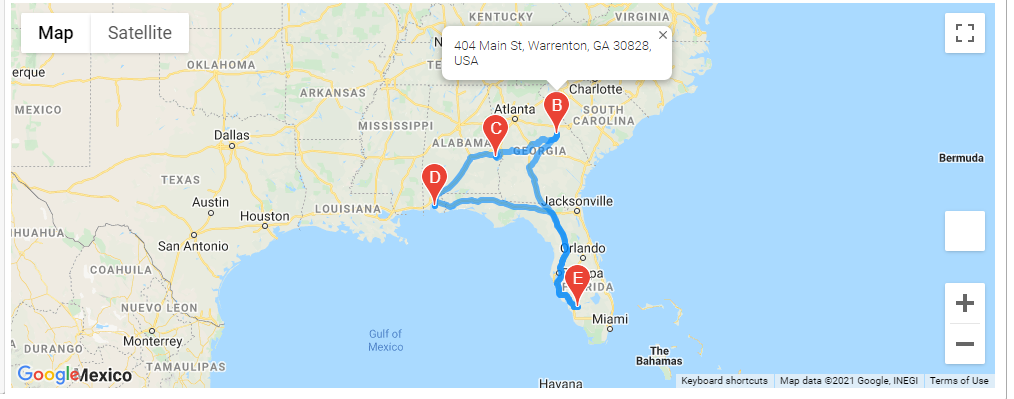 Map Satellite
KENTUCKY
VIRGINIA
404 Main St, Warrenton, GA 30828,
USA
OKLAHOMA
erque
Charlotte
ARKANSAS
B
NEW
MEXICO
Atlanta
SOUTH
CAROLINA
MISSISSIPPI
C
Dallas
ALABAMA
GEORGIA
Bermuda
D
TEXAS
Austin
Jacksonville
LOUISIANA
Houston
San Antonio
HUAHUA
Orlando
COAHUILA
E
FLORIDA
NUEVO LEON
Miami
Gulf of
Mexico
Monterrey
DURANGO
The
Bahamas
TAMAULIPAS
Google
Mexico
Havana
Keyboard shortcuts
Map data ©2021 Google, INEGI
Terms of Use